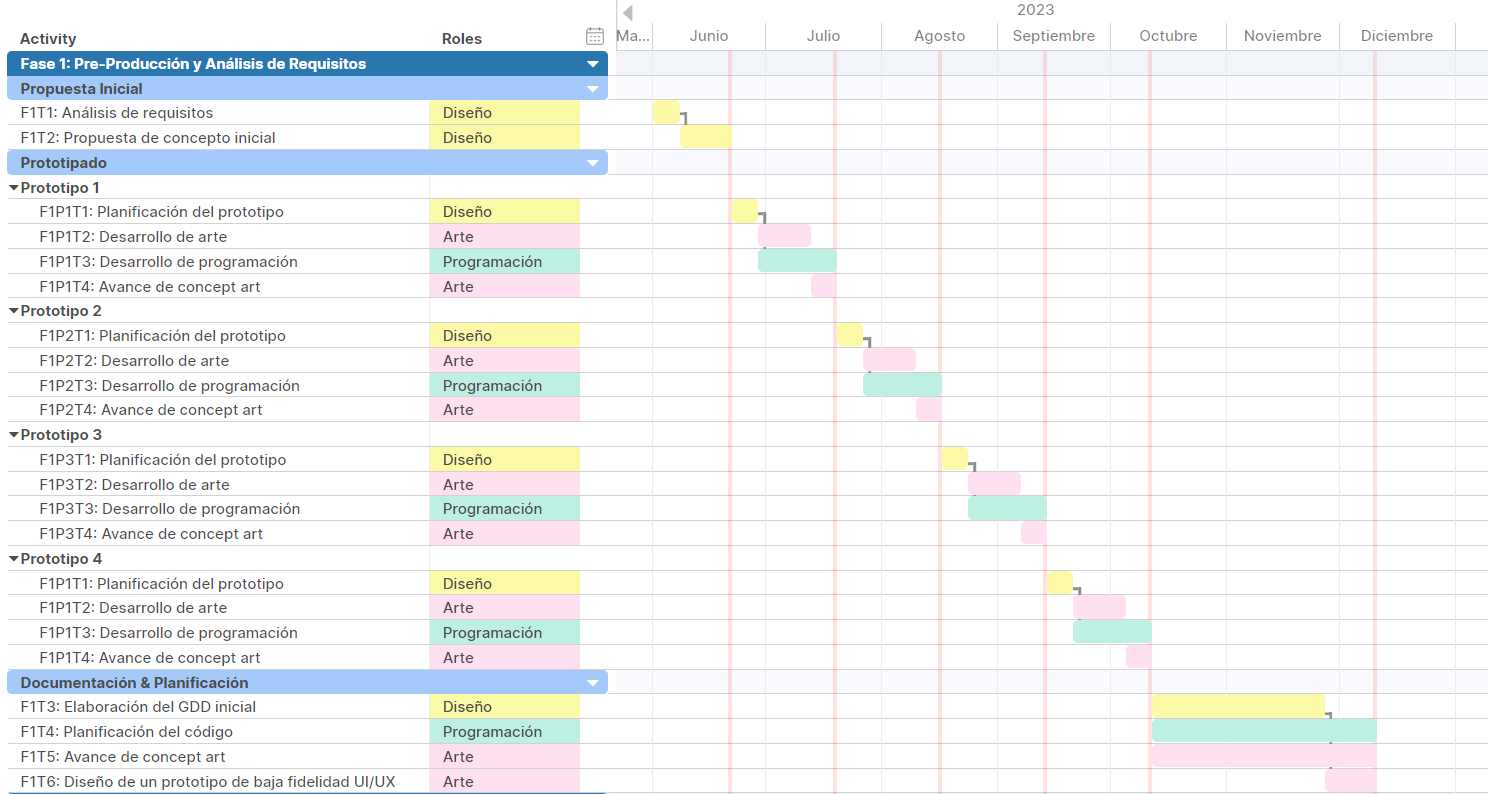 2023
Activity Roles Ma... Junio Julio Agosto Septiembre Octubre Noviembre Diciembre
Fase 1: Pre-Producción y Análisis de Requisitos
Propuesta Inicial
F1T1: Análisis de requisitos Diseño
F1T2: Propuesta de concepto inicial Diseño
Prototipado
Prototipo 1
F1P1T1: Planificación del prototipo Diseño
F1P1T2: Desarrollo de arte Arte
F1P1T3: Desarrollo de programación Programación
F1P1T4: Avance de concept art Arte
Prototipo 2
F1P2T1: Planificación del prototipo Diseño
F1P2T2: Desarrollo de arte Arte
F1P2T3: Desarrollo de programación Programación
F1P2T4: Avance de concept art Arte
Prototipo 3
F1P3T1: Planificación del prototipo Diseño
F1P3T2: Desarrollo de arte Arte
F1P3T3: Desarrollo de programación Programación
F1P3T4: Avance de concept art Arte
Prototipo 4
F1P1T1: Planificación del prototipo Diseño
F1P1T2: Desarrollo de arte Arte
F1P1T3: Desarrollo de programación Programación
F1P1T4: Avance de concept art Arte
Documentación & Planificación
F1T3: Elaboración del GDD inicial Diseño
F1T4: Planificación del código Programación
F1T5: Avance de concept art Arte
F1T6: Diseño de un prototipo de baja fidelidad UI/UX Arte